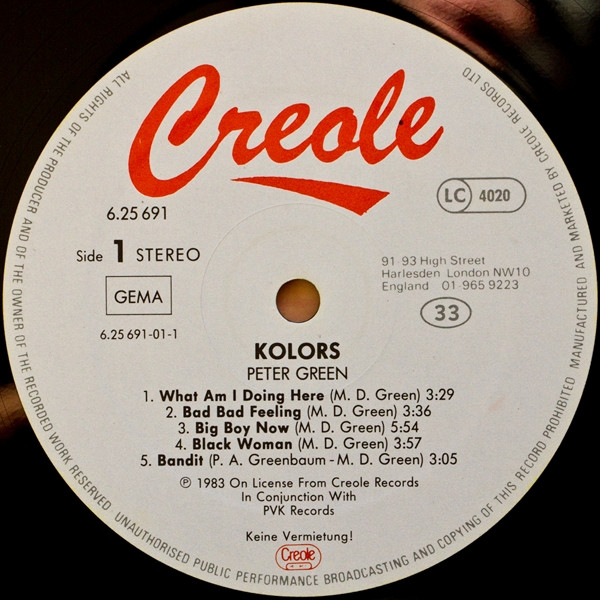 Creole
6.25 691
LC 4020
Side 1 STEREO
GEMA
6.25 691-01-1
91-93 High Street
Harlesden London NW10
England 01-965 9223
33
KOLORS
PETER GREEN
1. What Am I Doing Here (M. D. Green) 3:29
2. Bad Bad Feeling (M. D. Green) 3:36
3. Big Boy Now (M. D. Green) 5:54
4. Black Woman (M. D. Green) 3:57
5. Bandit (P. A. Greenbaum - M. D. Green) 3:05
℗ 1983 On License From Creole Records
In Conjunction With
PVK Records
Keine Vermietung!
Creole
ALL RIGHTS OF THE PRODUCER AND OF THE OWNER OF THE RECORDED WORK RESERVED UNAUTHORISED PUBLIC PERFORMANCE BROADCASTING AND COPYING OF THIS RECORD PROHIBITED MANUFACTURED AND MARKETED BY CREOLE RECORDS LTD